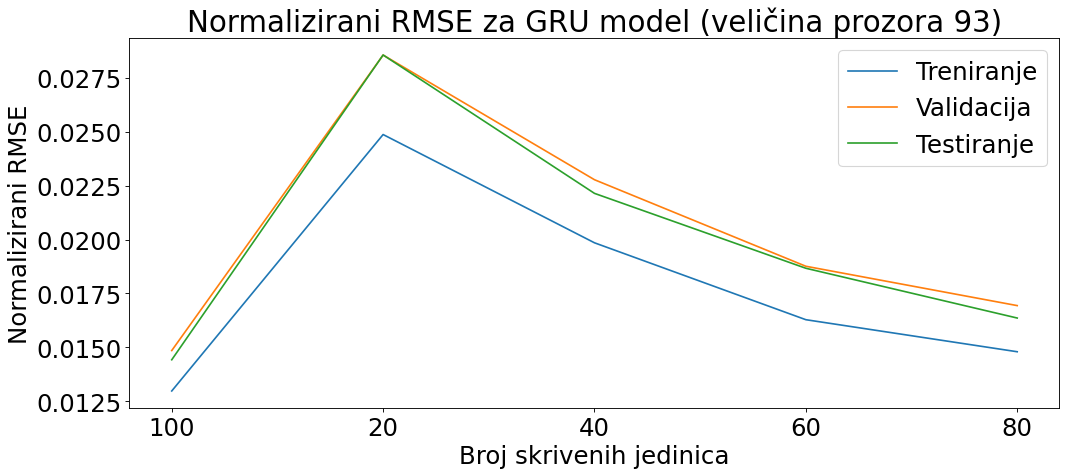 Normalizirani RMSE za GRU model (veličina prozora 93)
Normalizirani RMSE
0.0275
0.0250
0.0225
0.0200
0.0175
0.0150
0.0125
Treniranje
Validacija
Testiranje
100 20 40 60 80
Broj skrivenih jedinica